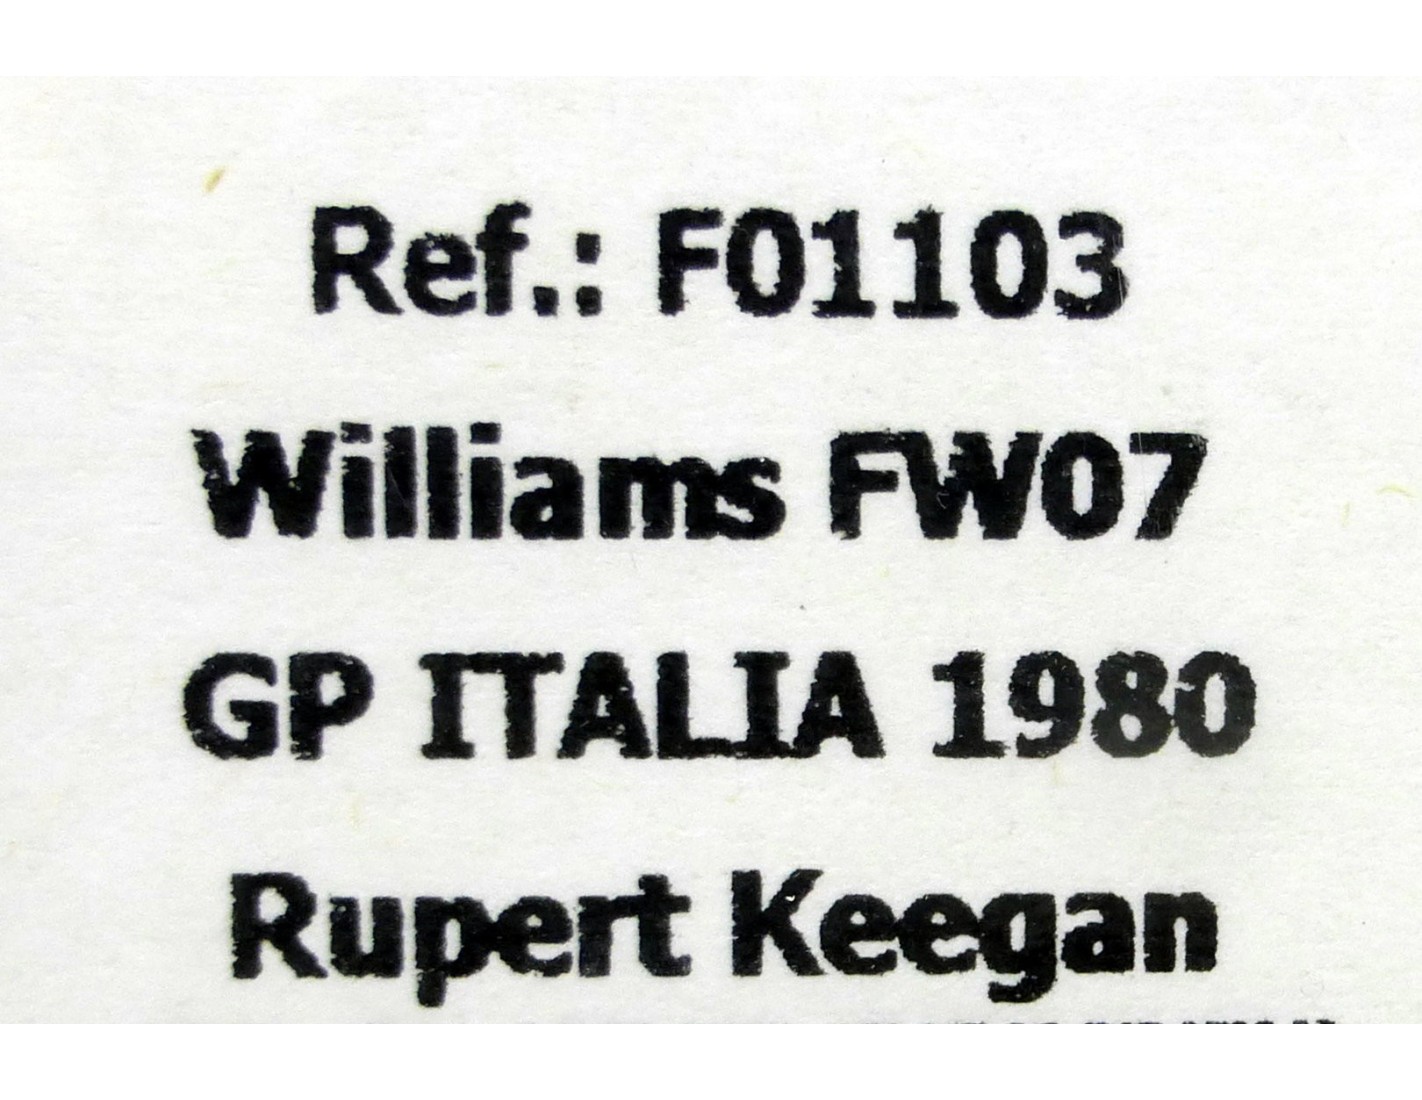 Ref.: F01103
Williams FW07
GP ITALIA 1980
Rupert Keegan